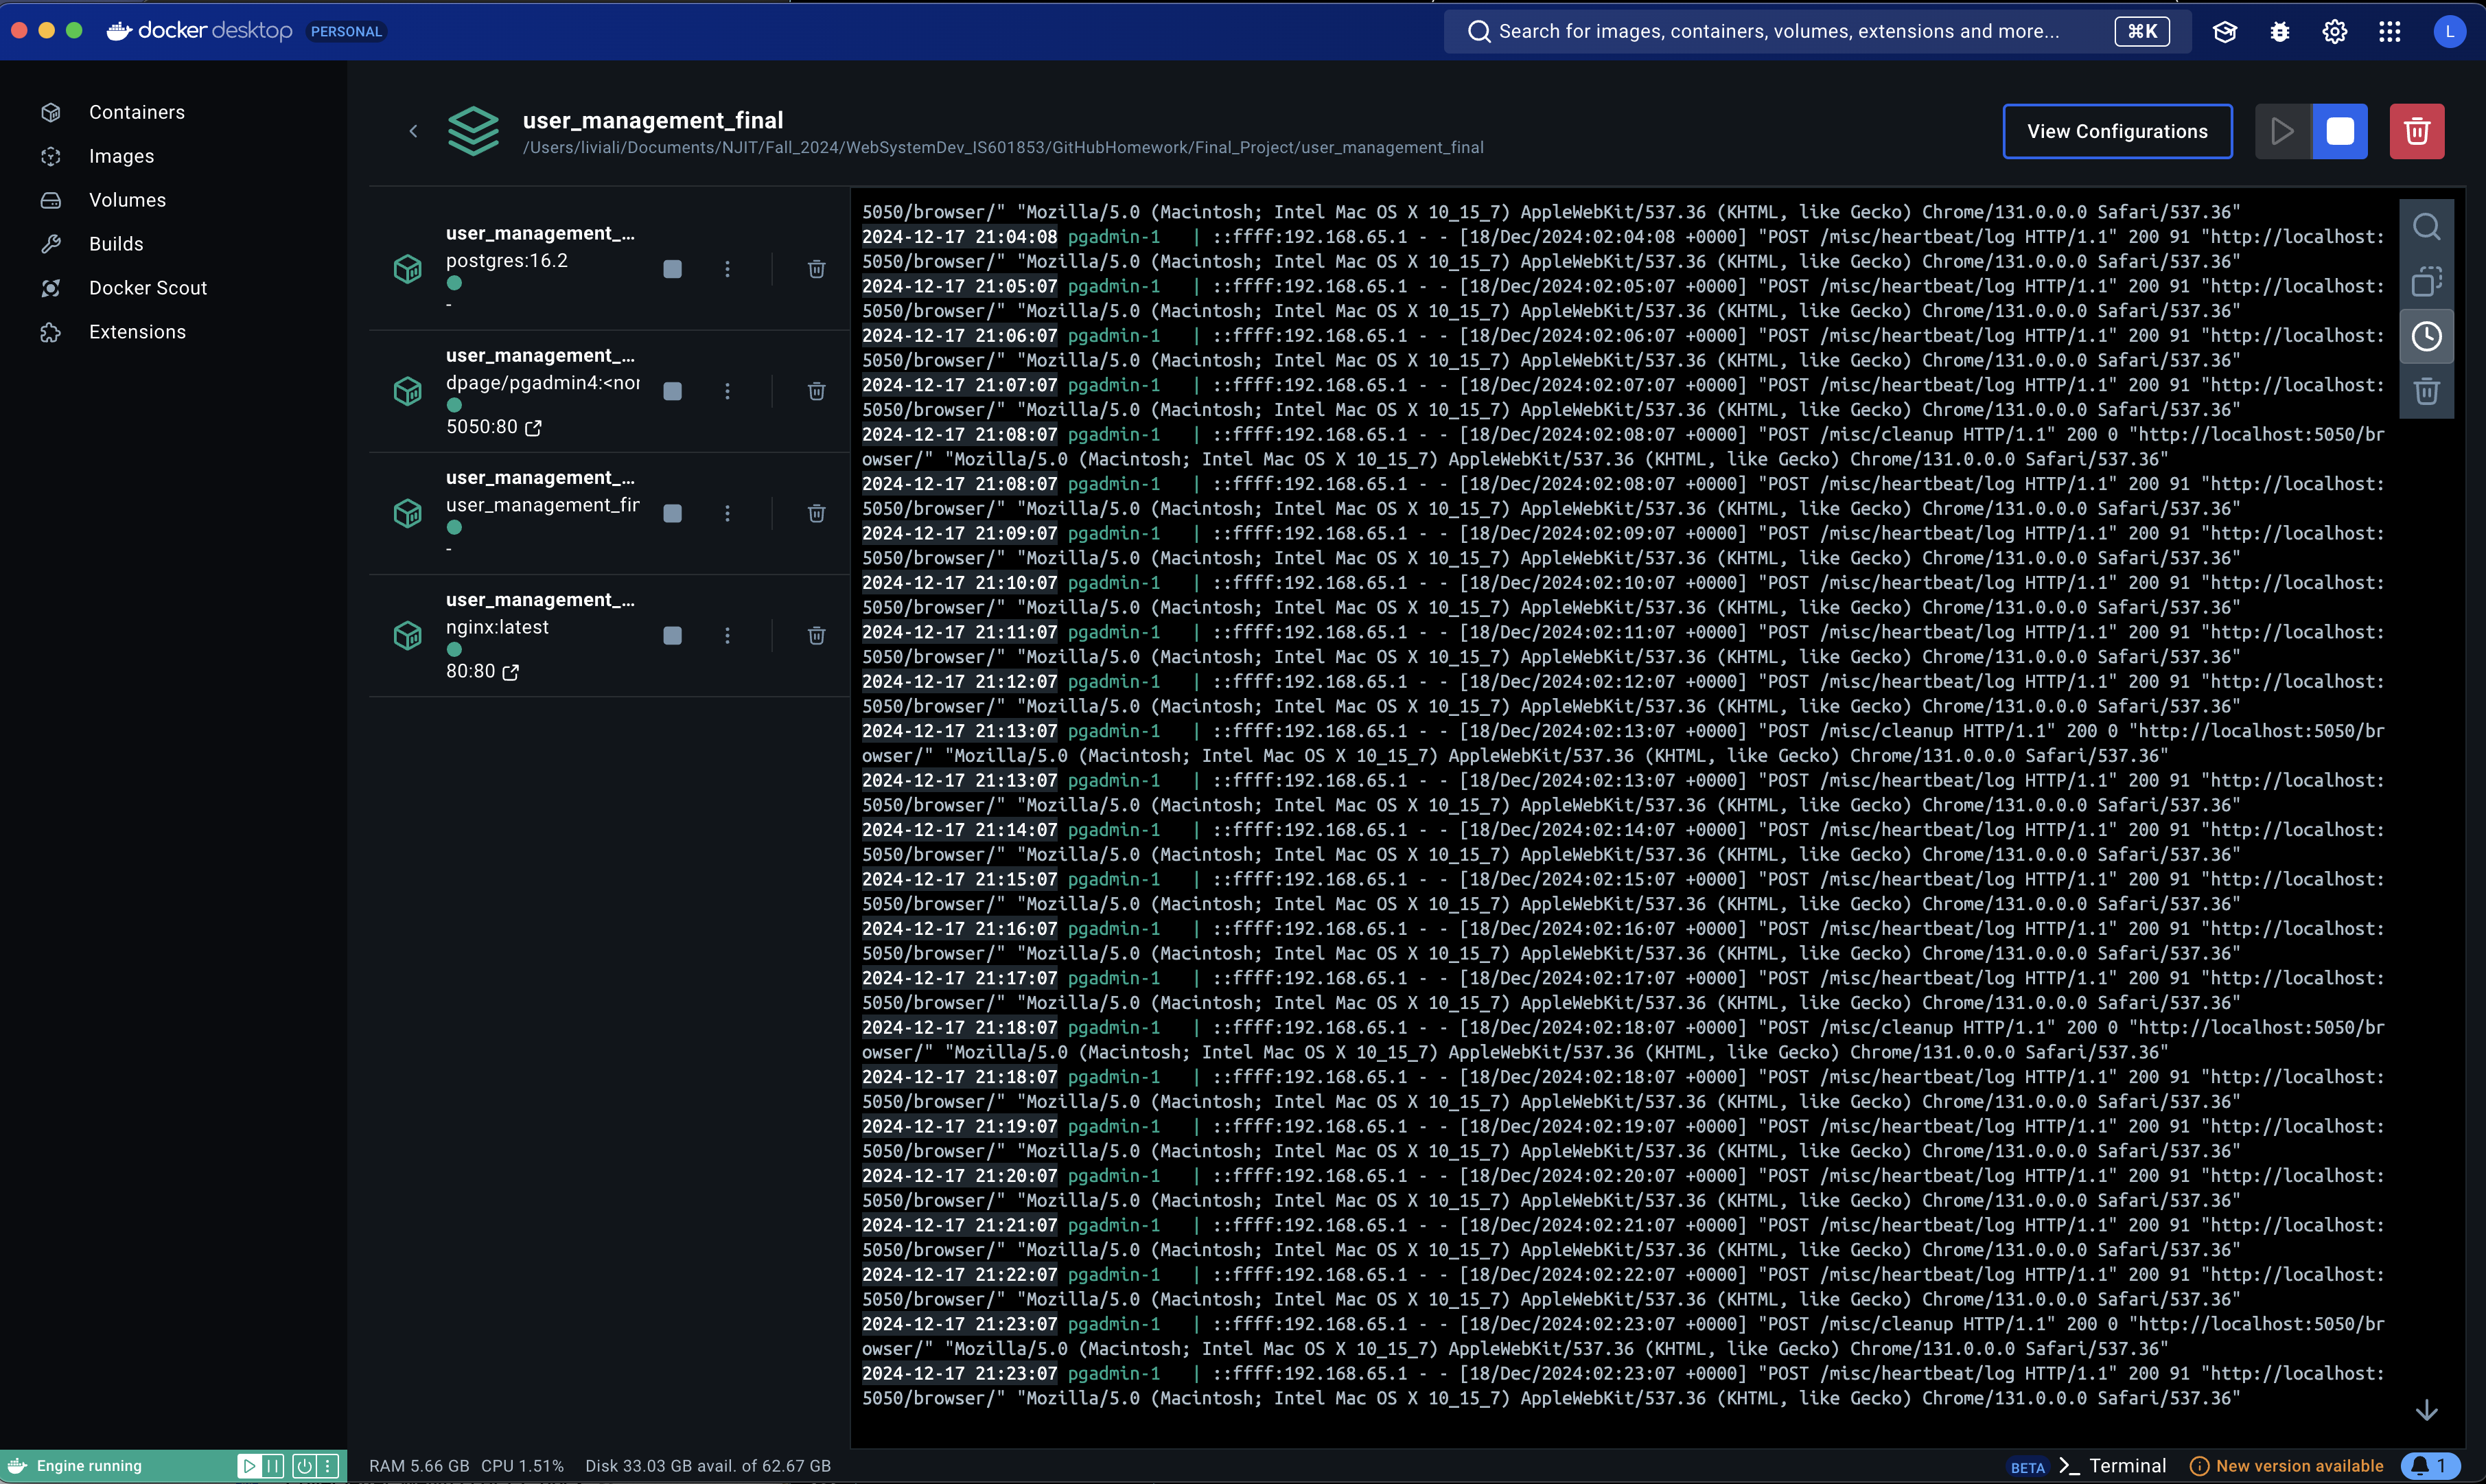 docker desktop PERSONAL
Search for images, containers, volumes, extensions and more... ⌘K
L
Containers
Images
Volumes
Builds
Docker Scout
Extensions
user_management_final
/Users/liviali/Documents/NJIT/Fall_2024/WebSystemDev_IS601853/GitHubHomework/Final_Project/user_management_final
View Configurations
user_management_...
postgres:16.2
-
user_management_...
dpage/pgadmin4:<nor
5050:80
user_management_...
user_management_fir
-
user_management_...
nginx:latest
80:80
5050/browser/" "Mozilla/5.0 (Macintosh; Intel Mac OS X 10_15_7) AppleWebKit/537.36 (KHTML, like Gecko) Chrome/131.0.0.0 Safari/537.36"
2024-12-17 21:04:08 pgadmin-1 | ::ffff:192.168.65.1 - - [18/Dec/2024:02:04:08 +0000] "POST /misc/heartbeat/log HTTP/1.1" 200 91 "http://localhost:
5050/browser/" "Mozilla/5.0 (Macintosh; Intel Mac OS X 10_15_7) AppleWebKit/537.36 (KHTML, like Gecko) Chrome/131.0.0.0 Safari/537.36"
2024-12-17 21:05:07 pgadmin-1 | ::ffff:192.168.65.1 - - [18/Dec/2024:02:05:07 +0000] "POST /misc/heartbeat/log HTTP/1.1" 200 91 "http://localhost:
5050/browser/" "Mozilla/5.0 (Macintosh; Intel Mac OS X 10_15_7) AppleWebKit/537.36 (KHTML, like Gecko) Chrome/131.0.0.0 Safari/537.36"
2024-12-17 21:06:07 pgadmin-1 | ::ffff:192.168.65.1 - - [18/Dec/2024:02:06:07 +0000] "POST /misc/heartbeat/log HTTP/1.1" 200 91 "http://localhost:
5050/browser/" "Mozilla/5.0 (Macintosh; Intel Mac OS X 10_15_7) AppleWebKit/537.36 (KHTML, like Gecko) Chrome/131.0.0.0 Safari/537.36"
2024-12-17 21:07:07 pgadmin-1 | ::ffff:192.168.65.1 - - [18/Dec/2024:02:07:07 +0000] "POST /misc/heartbeat/log HTTP/1.1" 200 91 "http://localhost:
5050/browser/" "Mozilla/5.0 (Macintosh; Intel Mac OS X 10_15_7) AppleWebKit/537.36 (KHTML, like Gecko) Chrome/131.0.0.0 Safari/537.36"
2024-12-17 21:08:07 pgadmin-1 | ::ffff:192.168.65.1 - - [18/Dec/2024:02:08:07 +0000] "POST /misc/cleanup HTTP/1.1" 200 0 "http://localhost:5050/br
owser/" "Mozilla/5.0 (Macintosh; Intel Mac OS X 10_15_7) AppleWebKit/537.36 (KHTML, like Gecko) Chrome/131.0.0.0 Safari/537.36"
2024-12-17 21:08:07 pgadmin-1 | ::ffff:192.168.65.1 - - [18/Dec/2024:02:08:07 +0000] "POST /misc/heartbeat/log HTTP/1.1" 200 91 "http://localhost:
5050/browser/" "Mozilla/5.0 (Macintosh; Intel Mac OS X 10_15_7) AppleWebKit/537.36 (KHTML, like Gecko) Chrome/131.0.0.0 Safari/537.36"
2024-12-17 21:09:07 pgadmin-1 | ::ffff:192.168.65.1 - - [18/Dec/2024:02:09:07 +0000] "POST /misc/heartbeat/log HTTP/1.1" 200 91 "http://localhost:
5050/browser/" "Mozilla/5.0 (Macintosh; Intel Mac OS X 10_15_7) AppleWebKit/537.36 (KHTML, like Gecko) Chrome/131.0.0.0 Safari/537.36"
2024-12-17 21:10:07 pgadmin-1 | ::ffff:192.168.65.1 - - [18/Dec/2024:02:10:07 +0000] "POST /misc/heartbeat/log HTTP/1.1" 200 91 "http://localhost:
5050/browser/" "Mozilla/5.0 (Macintosh; Intel Mac OS X 10_15_7) AppleWebKit/537.36 (KHTML, like Gecko) Chrome/131.0.0.0 Safari/537.36"
2024-12-17 21:11:07 pgadmin-1 | ::ffff:192.168.65.1 - - [18/Dec/2024:02:11:07 +0000] "POST /misc/heartbeat/log HTTP/1.1" 200 91 "http://localhost:
5050/browser/" "Mozilla/5.0 (Macintosh; Intel Mac OS X 10_15_7) AppleWebKit/537.36 (KHTML, like Gecko) Chrome/131.0.0.0 Safari/537.36"
2024-12-17 21:12:07 pgadmin-1 | ::ffff:192.168.65.1 - - [18/Dec/2024:02:12:07 +0000] "POST /misc/heartbeat/log HTTP/1.1" 200 91 "http://localhost:
5050/browser/" "Mozilla/5.0 (Macintosh; Intel Mac OS X 10_15_7) AppleWebKit/537.36 (KHTML, like Gecko) Chrome/131.0.0.0 Safari/537.36"
2024-12-17 21:13:07 pgadmin-1 | ::ffff:192.168.65.1 - - [18/Dec/2024:02:13:07 +0000] "POST /misc/cleanup HTTP/1.1" 200 0 "http://localhost:5050/br
owser/" "Mozilla/5.0 (Macintosh; Intel Mac OS X 10_15_7) AppleWebKit/537.36 (KHTML, like Gecko) Chrome/131.0.0.0 Safari/537.36"
2024-12-17 21:13:07 pgadmin-1 | ::ffff:192.168.65.1 - - [18/Dec/2024:02:13:07 +0000] "POST /misc/heartbeat/log HTTP/1.1" 200 91 "http://localhost:
5050/browser/" "Mozilla/5.0 (Macintosh; Intel Mac OS X 10_15_7) AppleWebKit/537.36 (KHTML, like Gecko) Chrome/131.0.0.0 Safari/537.36"
2024-12-17 21:14:07 pgadmin-1 | ::ffff:192.168.65.1 - - [18/Dec/2024:02:14:07 +0000] "POST /misc/heartbeat/log HTTP/1.1" 200 91 "http://localhost:
5050/browser/" "Mozilla/5.0 (Macintosh; Intel Mac OS X 10_15_7) AppleWebKit/537.36 (KHTML, like Gecko) Chrome/131.0.0.0 Safari/537.36"
2024-12-17 21:15:07 pgadmin-1 | ::ffff:192.168.65.1 - - [18/Dec/2024:02:15:07 +0000] "POST /misc/heartbeat/log HTTP/1.1" 200 91 "http://localhost:
5050/browser/" "Mozilla/5.0 (Macintosh; Intel Mac OS X 10_15_7) AppleWebKit/537.36 (KHTML, like Gecko) Chrome/131.0.0.0 Safari/537.36"
2024-12-17 21:16:07 pgadmin-1 | ::ffff:192.168.65.1 - - [18/Dec/2024:02:16:07 +0000] "POST /misc/heartbeat/log HTTP/1.1" 200 91 "http://localhost:
5050/browser/" "Mozilla/5.0 (Macintosh; Intel Mac OS X 10_15_7) AppleWebKit/537.36 (KHTML, like Gecko) Chrome/131.0.0.0 Safari/537.36"
2024-12-17 21:17:07 pgadmin-1 | ::ffff:192.168.65.1 - - [18/Dec/2024:02:17:07 +0000] "POST /misc/heartbeat/log HTTP/1.1" 200 91 "http://localhost:
5050/browser/" "Mozilla/5.0 (Macintosh; Intel Mac OS X 10_15_7) AppleWebKit/537.36 (KHTML, like Gecko) Chrome/131.0.0.0 Safari/537.36"
2024-12-17 21:18:07 pgadmin-1 | ::ffff:192.168.65.1 - - [18/Dec/2024:02:18:07 +0000] "POST /misc/cleanup HTTP/1.1" 200 0 "http://localhost:5050/br
owser/" "Mozilla/5.0 (Macintosh; Intel Mac OS X 10_15_7) AppleWebKit/537.36 (KHTML, like Gecko) Chrome/131.0.0.0 Safari/537.36"
2024-12-17 21:18:07 pgadmin-1 | ::ffff:192.168.65.1 - - [18/Dec/2024:02:18:07 +0000] "POST /misc/heartbeat/log HTTP/1.1" 200 91 "http://localhost:
5050/browser/" "Mozilla/5.0 (Macintosh; Intel Mac OS X 10_15_7) AppleWebKit/537.36 (KHTML, like Gecko) Chrome/131.0.0.0 Safari/537.36"
2024-12-17 21:19:07 pgadmin-1 | ::ffff:192.168.65.1 - - [18/Dec/2024:02:19:07 +0000] "POST /misc/heartbeat/log HTTP/1.1" 200 91 "http://localhost:
5050/browser/" "Mozilla/5.0 (Macintosh; Intel Mac OS X 10_15_7) AppleWebKit/537.36 (KHTML, like Gecko) Chrome/131.0.0.0 Safari/537.36"
2024-12-17 21:20:07 pgadmin-1 | ::ffff:192.168.65.1 - - [18/Dec/2024:02:20:07 +0000] "POST /misc/heartbeat/log HTTP/1.1" 200 91 "http://localhost:
5050/browser/" "Mozilla/5.0 (Macintosh; Intel Mac OS X 10_15_7) AppleWebKit/537.36 (KHTML, like Gecko) Chrome/131.0.0.0 Safari/537.36"
2024-12-17 21:21:07 pgadmin-1 | ::ffff:192.168.65.1 - - [18/Dec/2024:02:21:07 +0000] "POST /misc/heartbeat/log HTTP/1.1" 200 91 "http://localhost:
5050/browser/" "Mozilla/5.0 (Macintosh; Intel Mac OS X 10_15_7) AppleWebKit/537.36 (KHTML, like Gecko) Chrome/131.0.0.0 Safari/537.36"
2024-12-17 21:22:07 pgadmin-1 | ::ffff:192.168.65.1 - - [18/Dec/2024:02:22:07 +0000] "POST /misc/heartbeat/log HTTP/1.1" 200 91 "http://localhost:
5050/browser/" "Mozilla/5.0 (Macintosh; Intel Mac OS X 10_15_7) AppleWebKit/537.36 (KHTML, like Gecko) Chrome/131.0.0.0 Safari/537.36"
2024-12-17 21:23:07 pgadmin-1 | ::ffff:192.168.65.1 - - [18/Dec/2024:02:23:07 +0000] "POST /misc/cleanup HTTP/1.1" 200 0 "http://localhost:5050/br
owser/" "Mozilla/5.0 (Macintosh; Intel Mac OS X 10_15_7) AppleWebKit/537.36 (KHTML, like Gecko) Chrome/131.0.0.0 Safari/537.36"
2024-12-17 21:23:07 pgadmin-1 | ::ffff:192.168.65.1 - - [18/Dec/2024:02:23:07 +0000] "POST /misc/heartbeat/log HTTP/1.1" 200 91 "http://localhost:
5050/browser/" "Mozilla/5.0 (Macintosh; Intel Mac OS X 10_15_7) AppleWebKit/537.36 (KHTML, like Gecko) Chrome/131.0.0.0 Safari/537.36"
Engine running
RAM 5.66 GB CPU 1.51% Disk 33.03 GB avail. of 62.67 GB
BETA >_ Terminal New version available 1